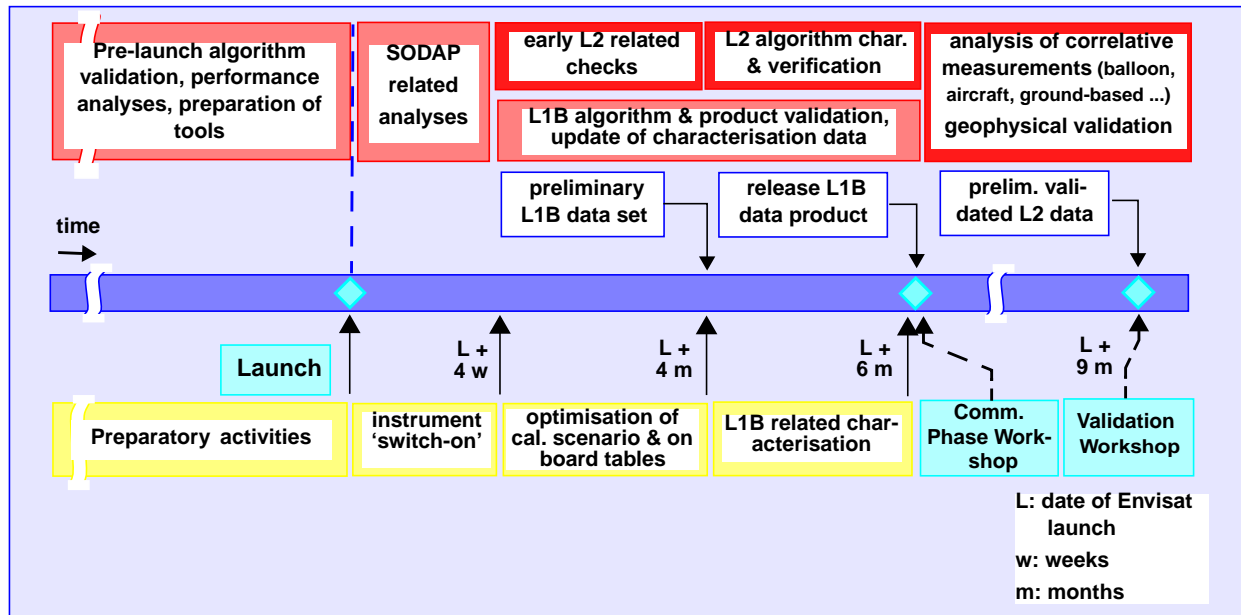 Pre-launch algorithm
validation, performance
analyses, preparation of
tools
SODAP
related
analyses
early L2 related
checks
L2 algorithm char.
& verification
analysis of correlative
measurements (balloon,
aircraft, ground-based ...)
geophysical validation
L1B algorithm & product validation,
update of characterisation data
preliminary
L1B data set
release L1B
data product
prelim. vali-
dated L2 data
time
Launch
L +
4 w
L +
4 m
L +
6 m
L +
9 m
Preparatory activities
instrument
‘switch-on’
optimisation of
cal. scenario & on
board tables
L1B related char-
acterisation
Comm.
Phase Work-
shop
Validation
Workshop
L: date of Envisat
launch
w: weeks
m: months